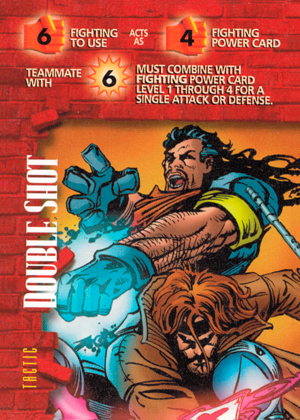 6 FIGHTING TO USE ACTS AS 4 FIGHTING POWER CARD
TEAMMATE WITH 6 MUST COMBINE WITH
FIGHTING POWER CARD
LEVEL 1 THROUGH 4 FOR A
SINGLE ATTACK OR DEFENSE.
DOUBLE SHOT
TACTIC